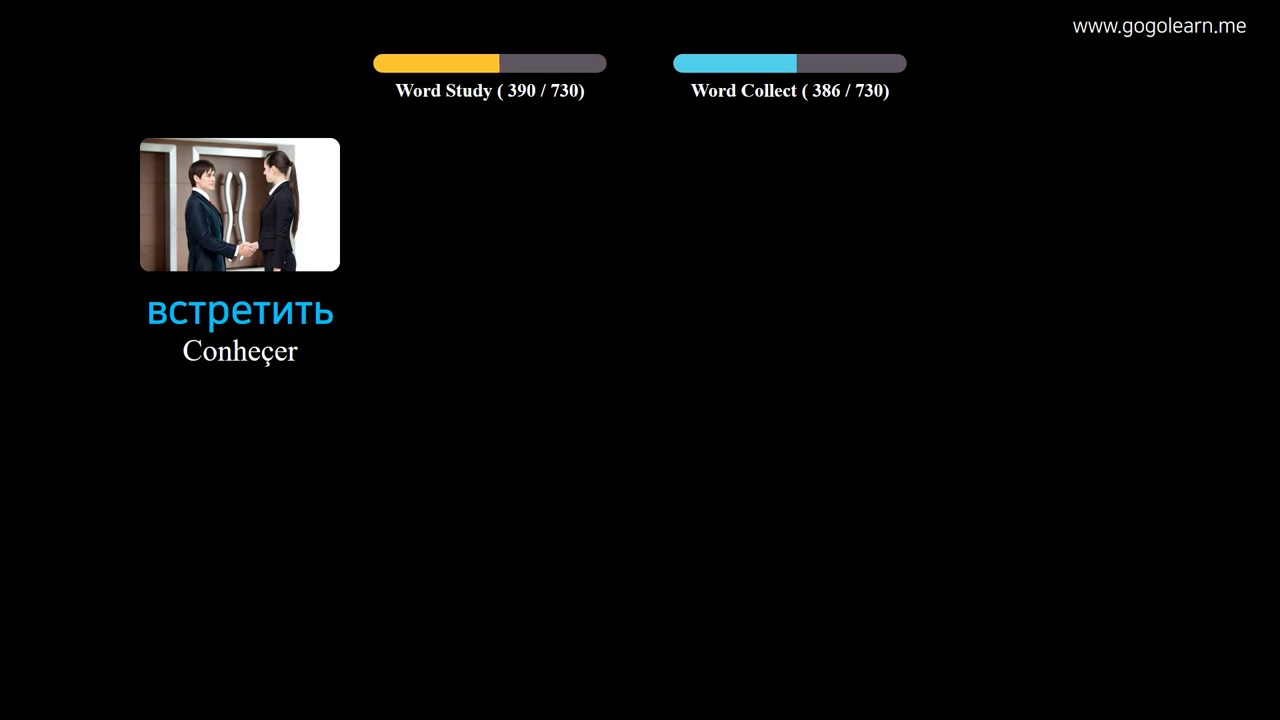 www.gogolearn.me
Word Study ( 390 / 730)
Word Collect ( 386 / 730)
встретить
Conheçer